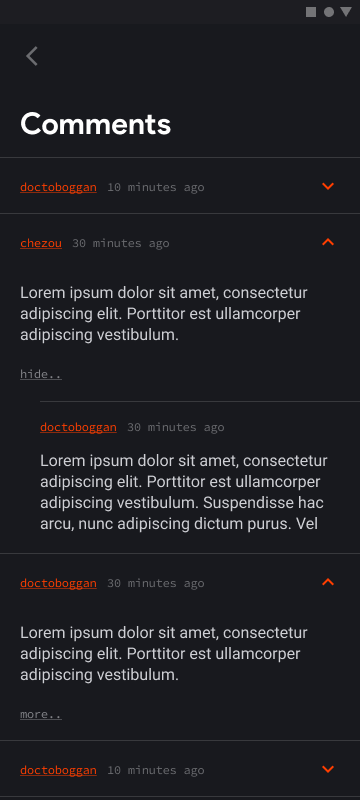 Comments
doctoboggan 10 minutes ago
chezou 30 minutes ago
Lorem ipsum dolor sit amet, consectetur
adipiscing elit. Porttitor est ullamcorper
adipiscing vestibulum.
hide..
doctoboggan 30 minutes ago
Lorem ipsum dolor sit amet, consectetur
adipiscing elit. Porttitor est ullamcorper
adipiscing vestibulum. Suspendisse hac
arcu, nunc adipiscing dictum purus. Vel
doctoboggan 30 minutes ago
Lorem ipsum dolor sit amet, consectetur
adipiscing elit. Porttitor est ullamcorper
adipiscing vestibulum.
more..
doctoboggan 10 minutes ago